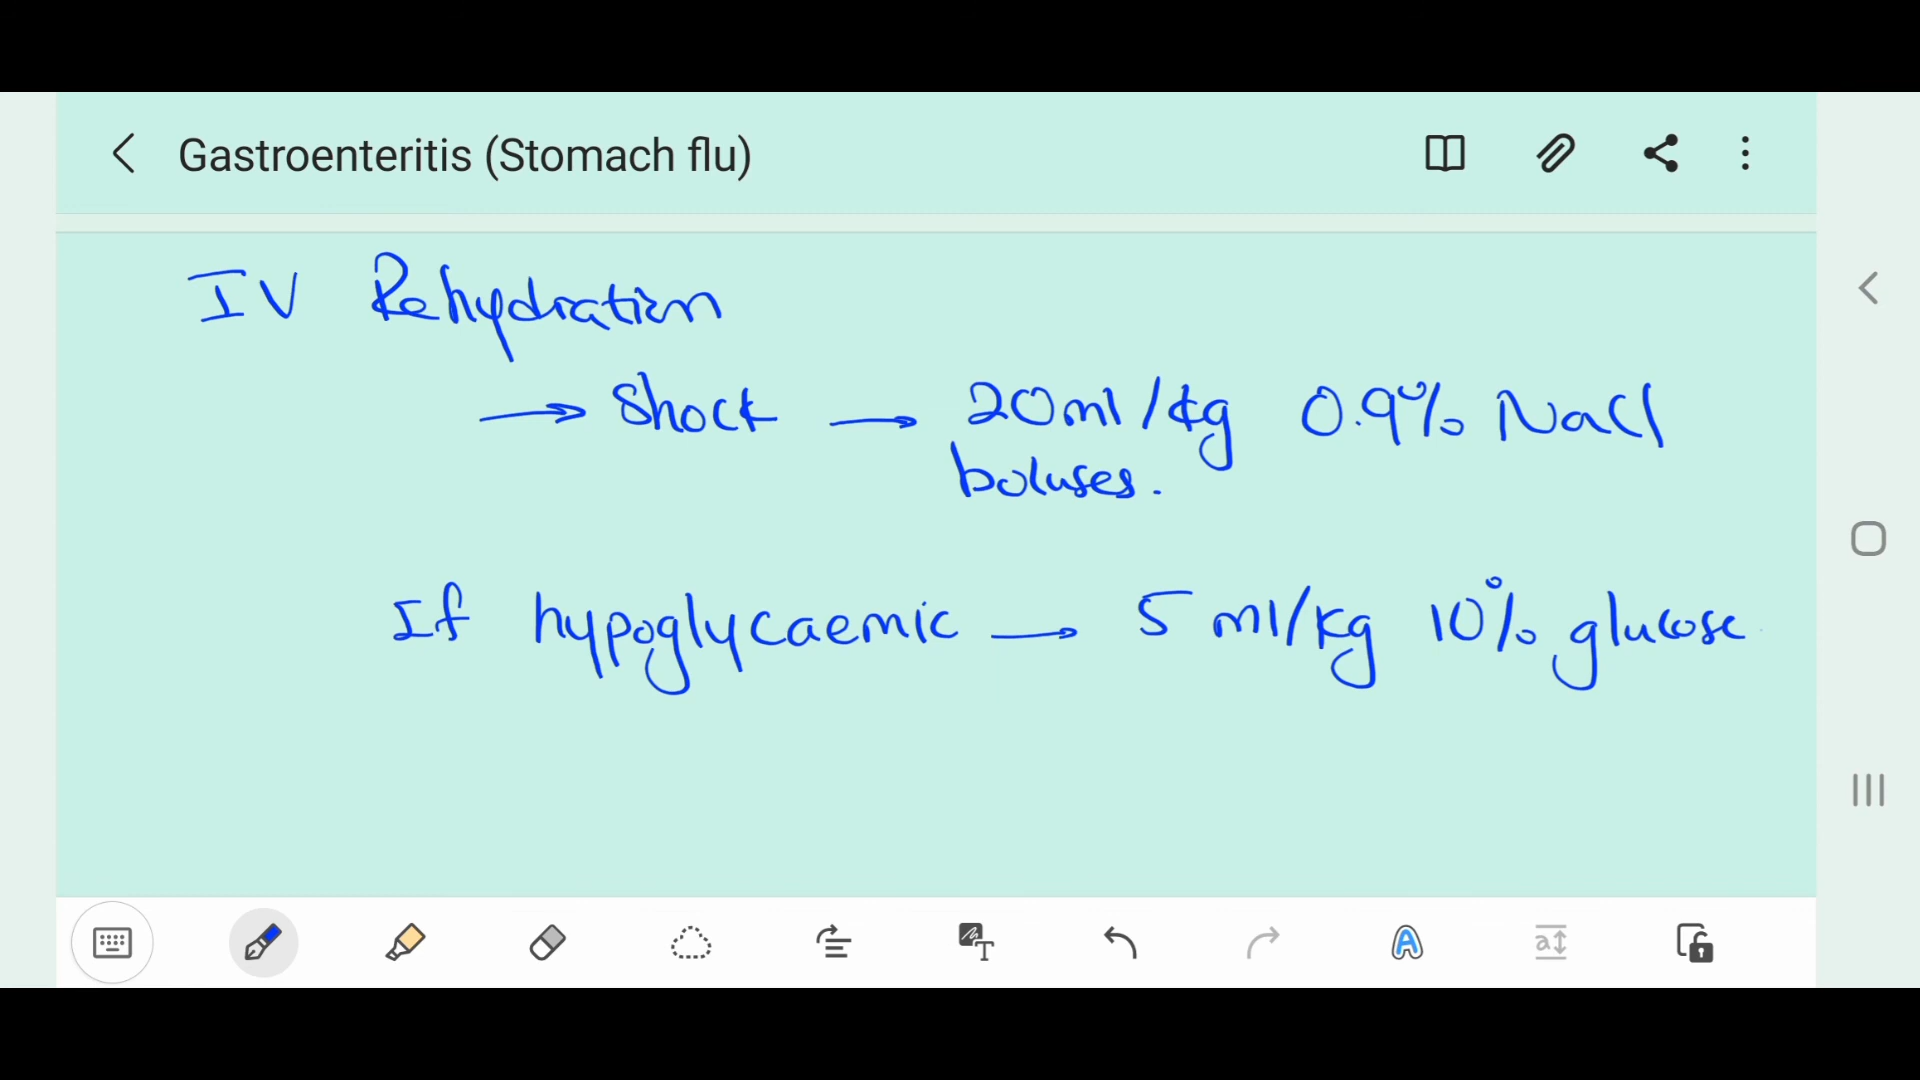 Gastroenteritis (Stomach flu)
IV Rehydration
→ Shock → 20ml/kg 0.9% NaCl
boluses.
If hypoglycaemic → 5 ml/kg 10% glucose